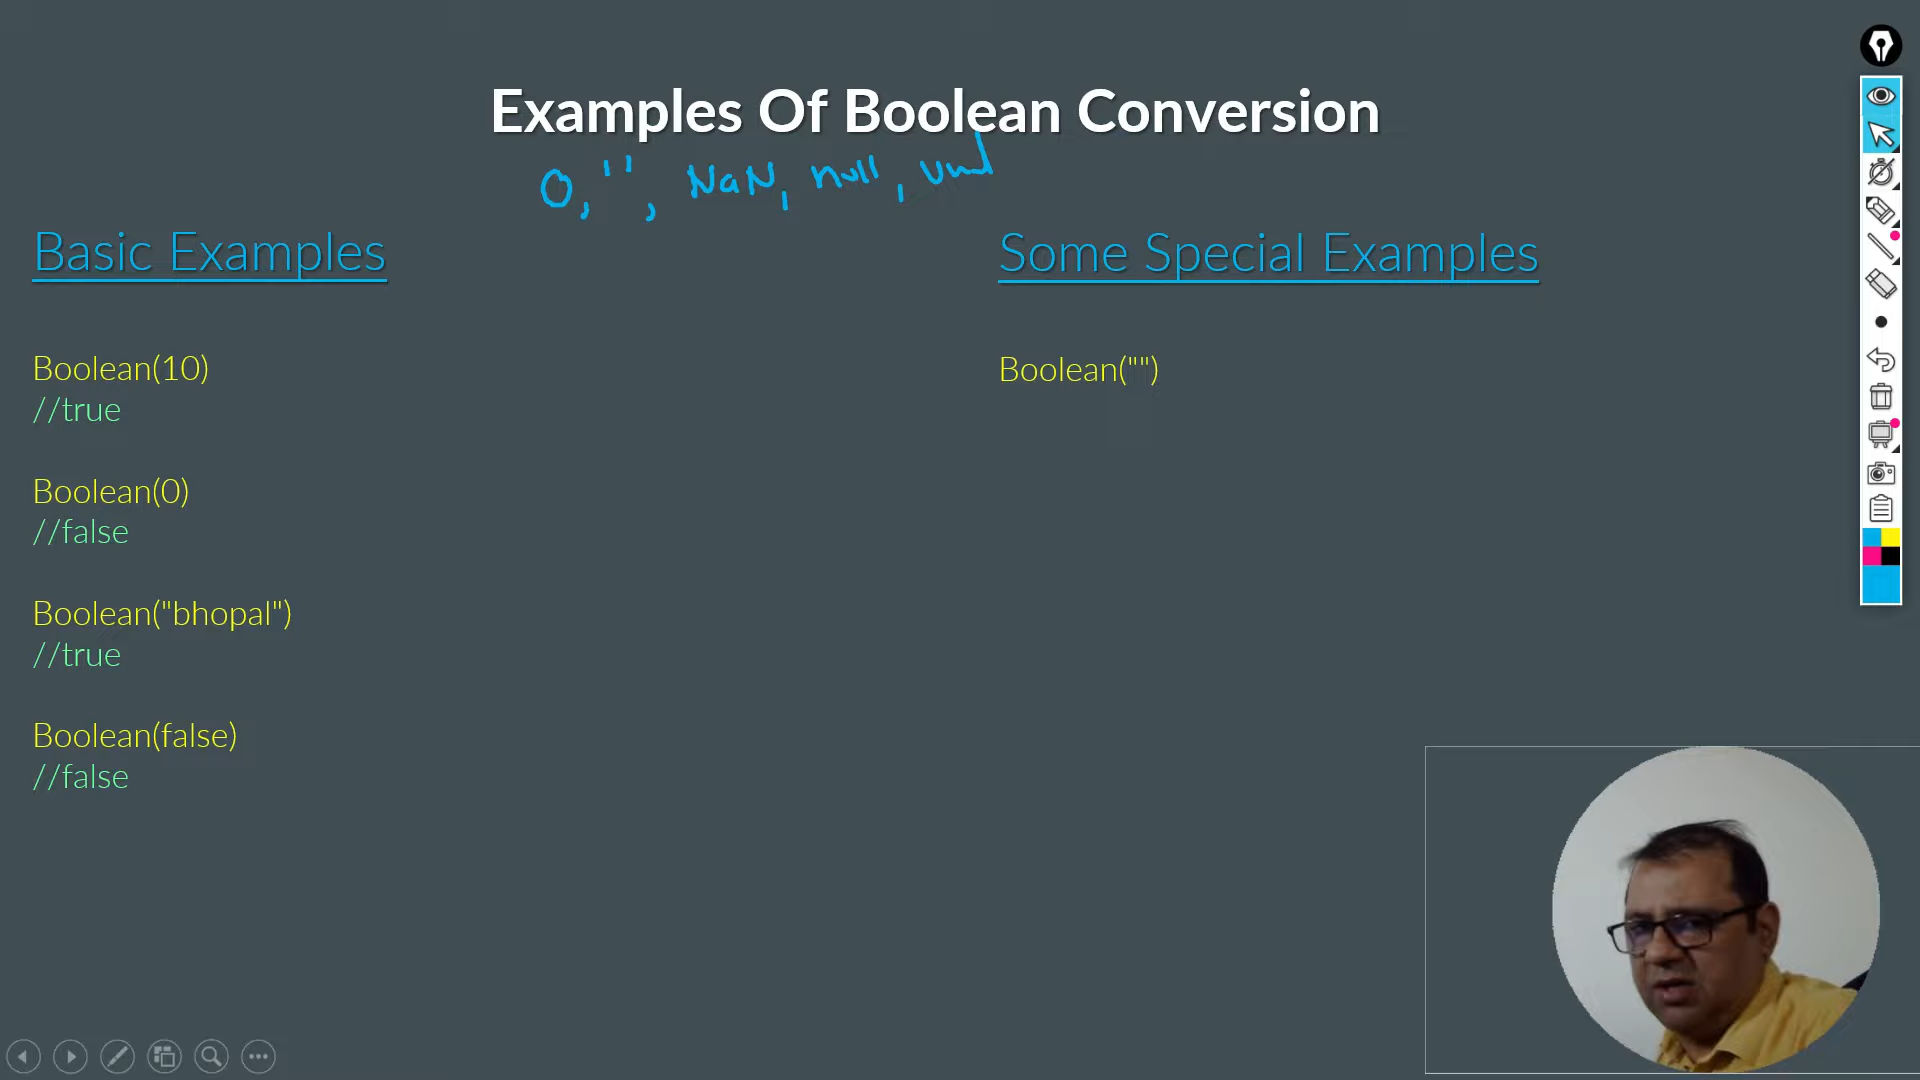 Examples Of Boolean Conversion
0, '', NaN, null, und
Basic Examples
Boolean(10)
//true
Boolean(0)
//false
Boolean("bhopal")
//true
Boolean(false)
//false
Some Special Examples
Boolean("")